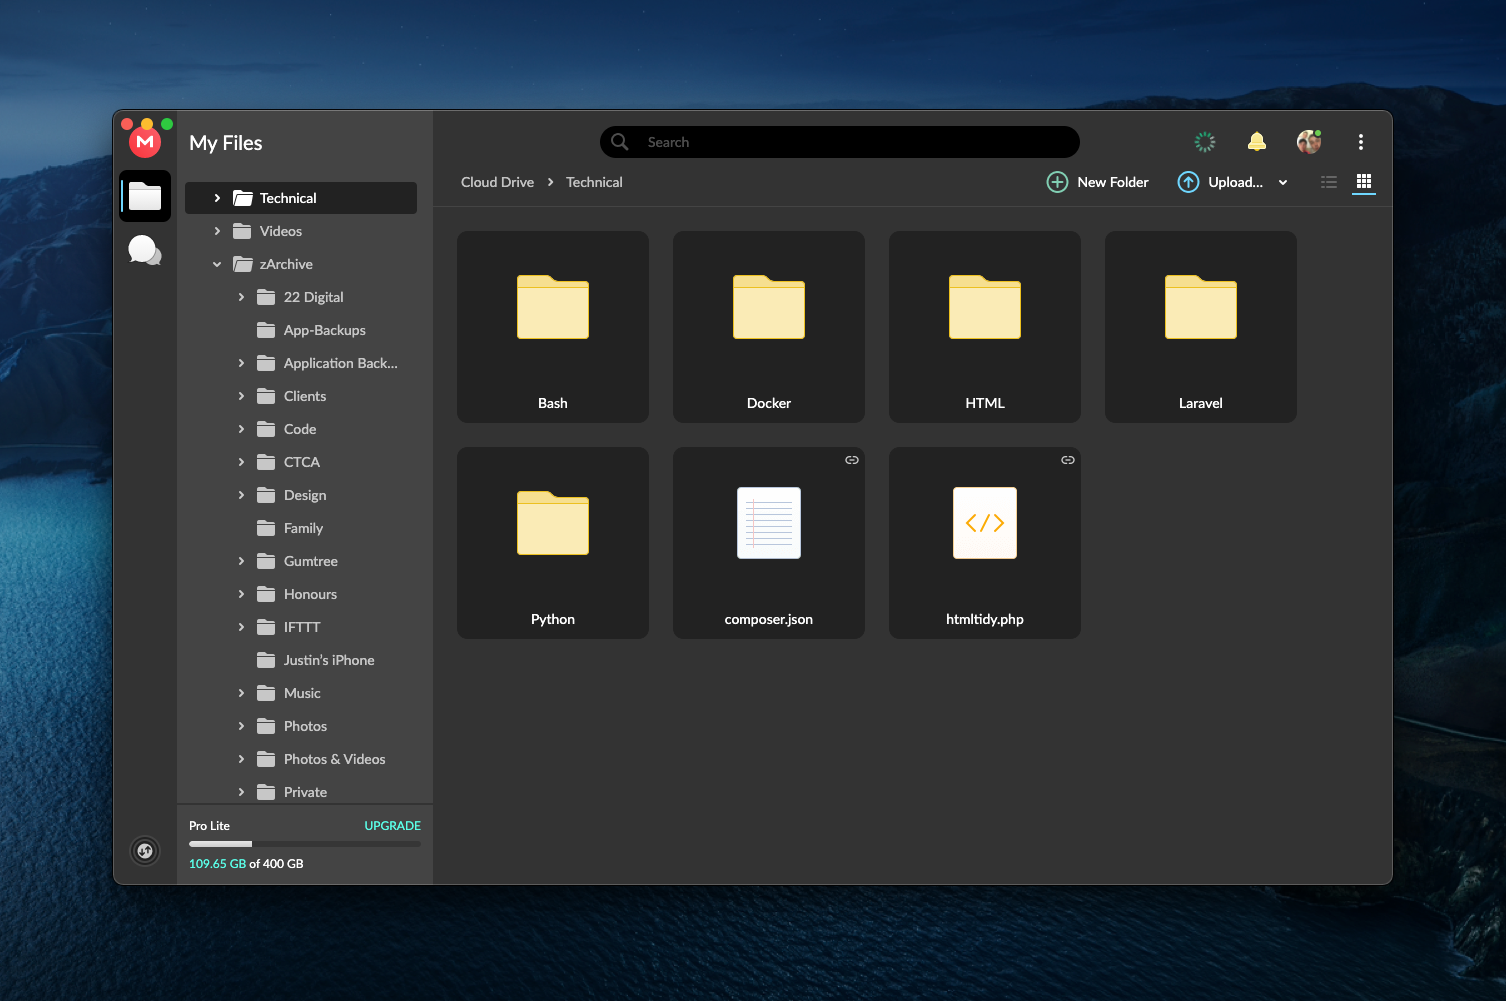 M
My Files
Search
Cloud Drive > Technical
New Folder
Upload...
Technical
Videos
zArchive
22 Digital
App-Backups
Application Back...
Clients
Code
CTCA
Design
Family
Gumtree
Honours
IFTTT
Justin's iPhone
Music
Photos
Photos & Videos
Private
Pro Lite
UPGRADE
109.65 GB of 400 GB
Bash
Docker
HTML
Laravel
Python
composer.json
</>
htmltidy.php